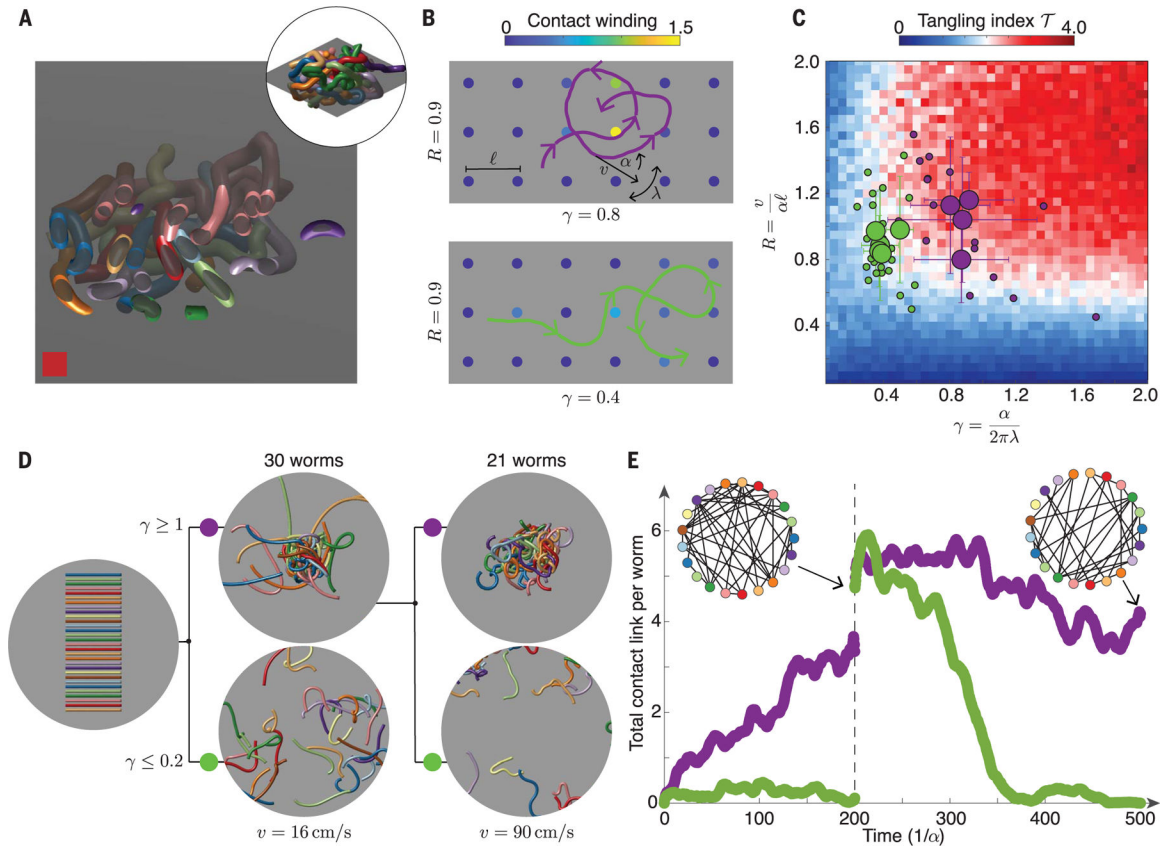 A
B
Contact winding
0
1.5
R = 0.9
ℓ
v
α
λ
γ = 0.8
R = 0.9
γ = 0.4
C
Tangling index 𝒯
0
4.0
2.0
1.6
1.2
0.8
0.4
R = v/αℓ
0.4
0.8
1.2
1.6
2.0
γ = α/2πλ
D
30 worms
21 worms
γ ≥ 1
γ ≤ 0.2
v = 16 cm/s
v = 90 cm/s
E
Total contact link per worm
6
4
2
0
0
100
200
300
400
500
Time (1/α)